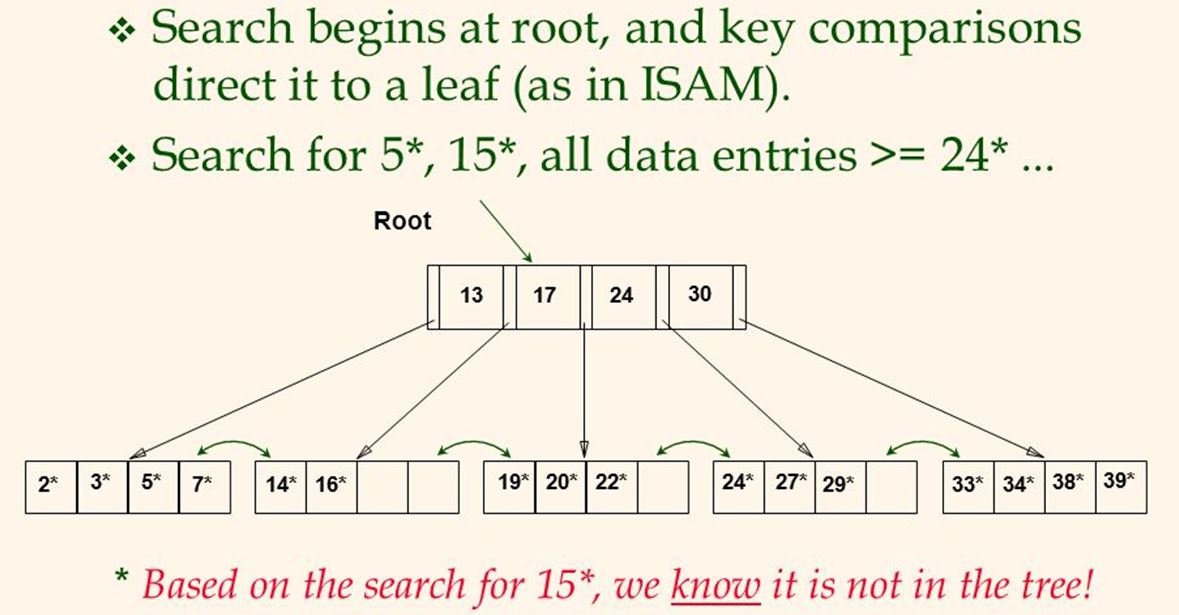 ❖ Search begins at root, and key comparisons
direct it to a leaf (as in ISAM).
❖ Search for 5*, 15*, all data entries >= 24* ...
Root
13 17 24 30
2* 3* 5* 7* 14* 16* 19* 20* 22* 24* 27* 29* 33* 34* 38* 39*
* Based on the search for 15*, we know it is not in the tree!